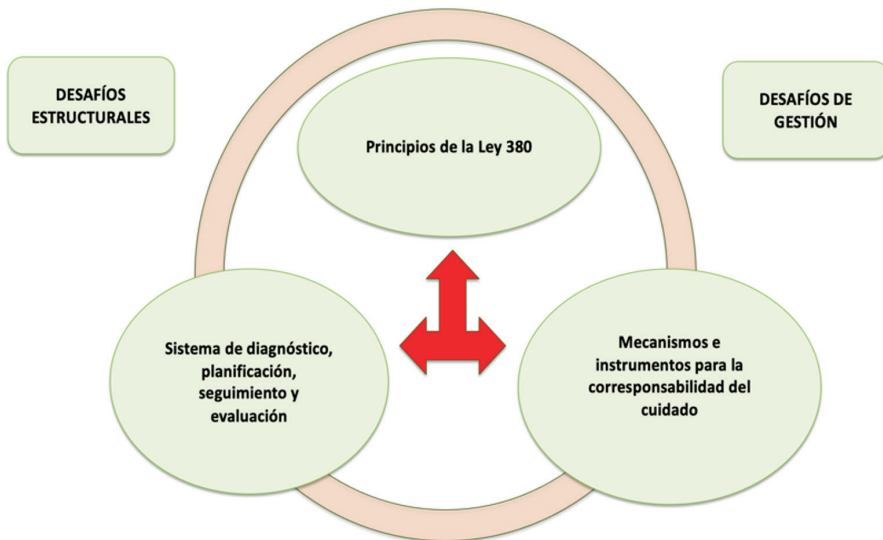 DESAFÍOS
ESTRUCTURALES
DESAFÍOS DE
GESTIÓN
Principios de la Ley 380
Sistema de diagnóstico,
planificación,
seguimiento y
evaluación
Mecanismos e
instrumentos para la
corresponsabilidad del
cuidado